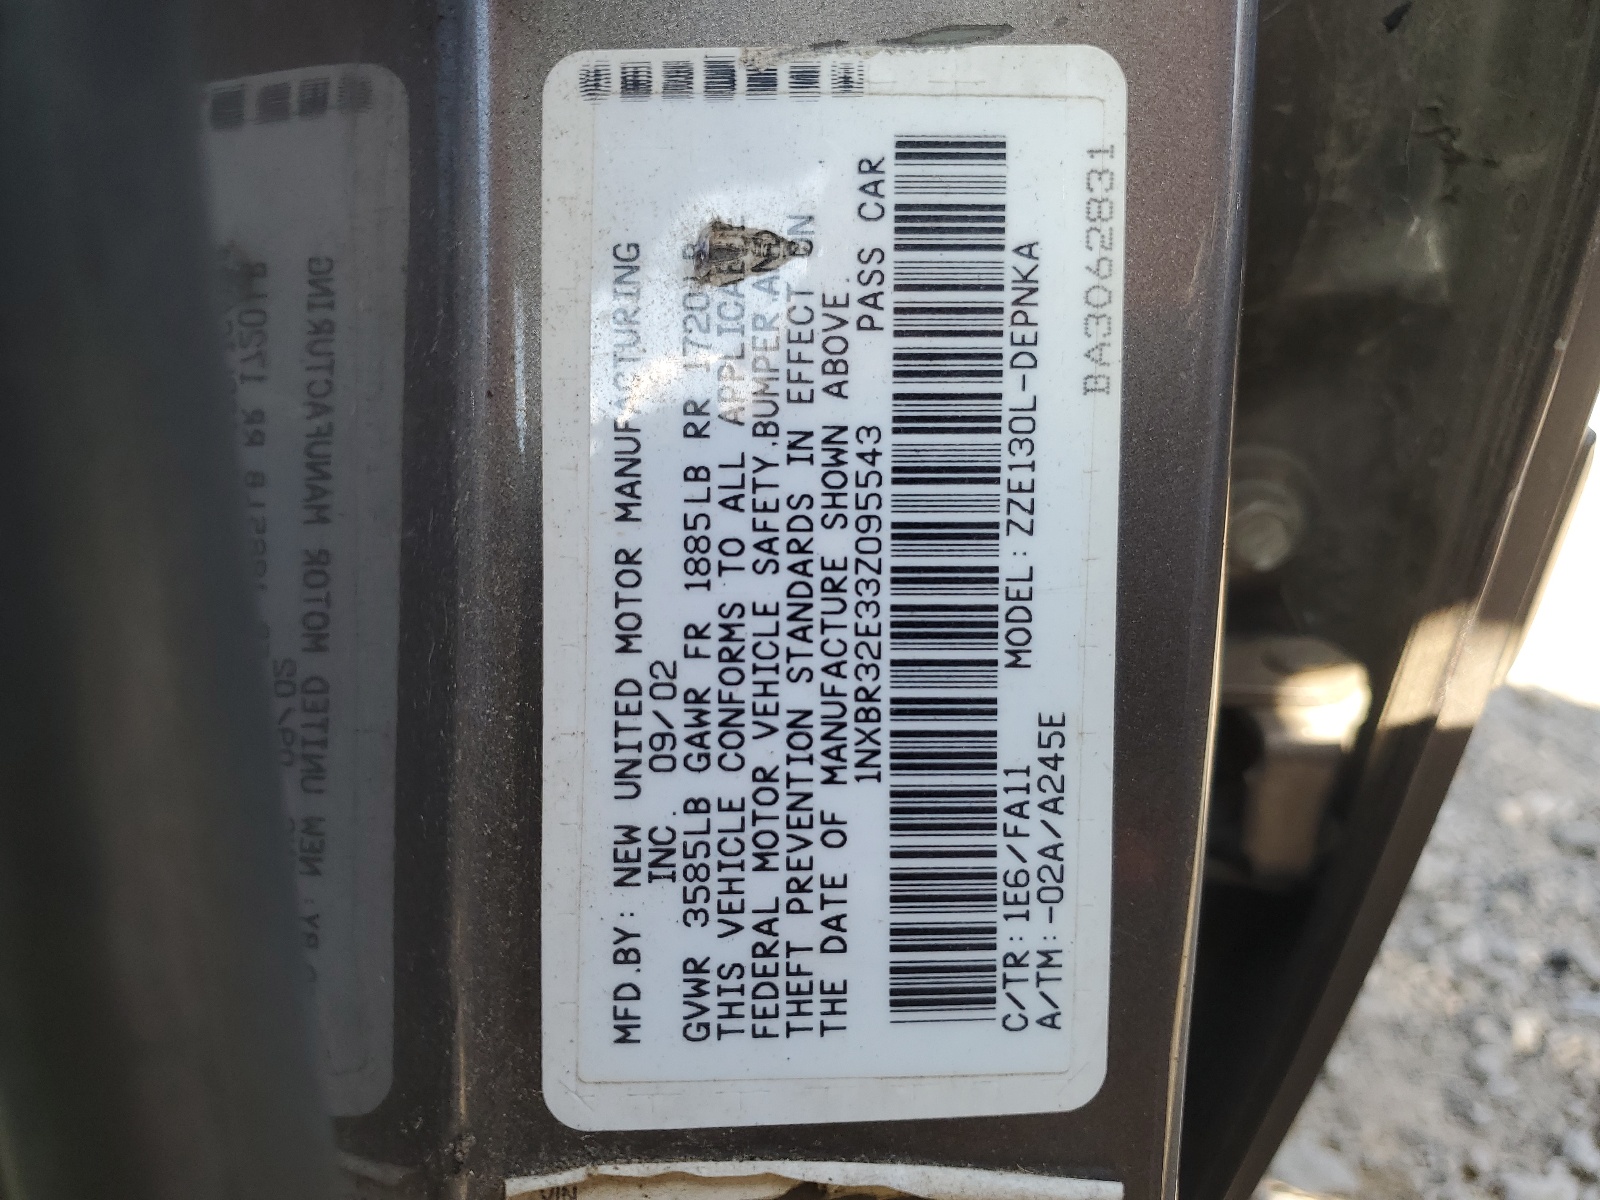 MFD.BY: NEW UNITED MOTOR MANUFACTURING
INC. 09/02
GVWR 3585LB GAWR FR 1885LB RR 1720LB
THIS VEHICLE CONFORMS TO ALL APPLICABLE
FEDERAL MOTOR VEHICLE SAFETY,BUMPER AND
THEFT PREVENTION STANDARDS IN EFFECT ON
THE DATE OF MANUFACTURE SHOWN ABOVE.
1NXBR32E33Z095543 PASS CAR
C/TR:1E6/FA11 MODEL:ZZE130L-DEPNKA
A/TM:-02A/A245E
BA3062831
VIN